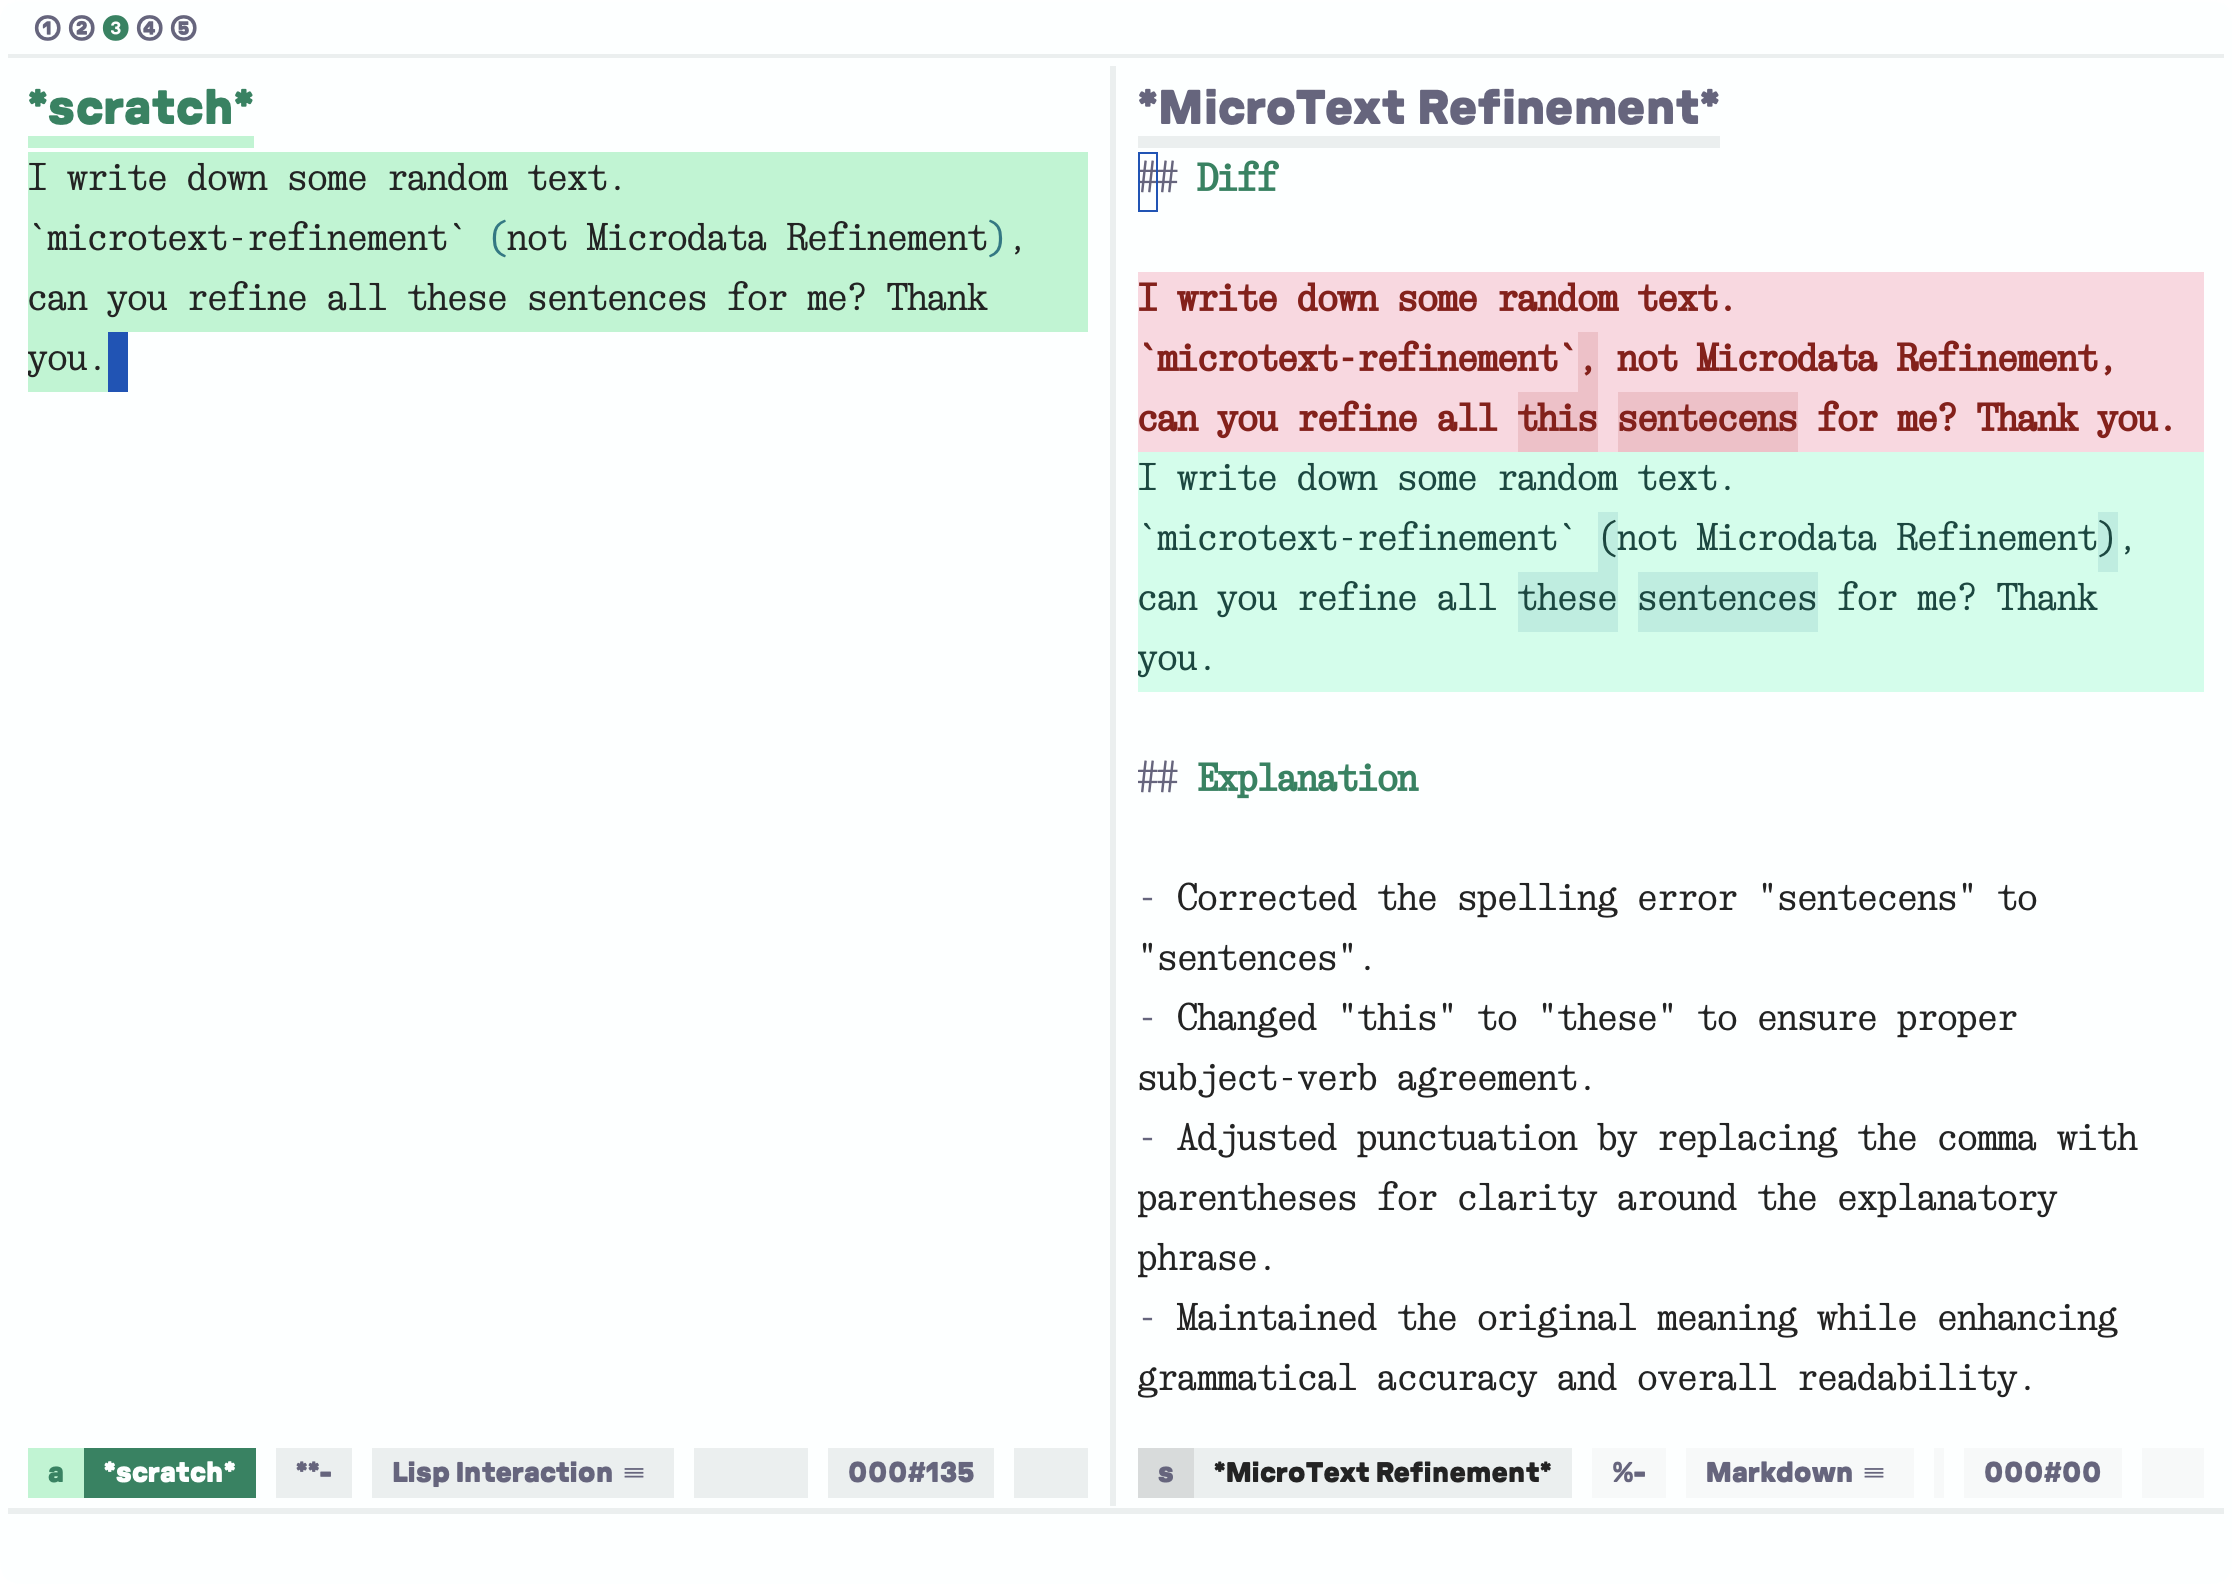 ① ② ③ ④ ⑤
*scratch*
I write down some random text.
`microtext-refinement` (not Microdata Refinement),
can you refine all these sentences for me? Thank
you.
a *scratch* **- Lisp Interaction ≡ 000#135
*MicroText Refinement*
## Diff
I write down some random text.
`microtext-refinement`, not Microdata Refinement,
can you refine all this sentecens for me? Thank you.
I write down some random text.
`microtext-refinement` (not Microdata Refinement),
can you refine all these sentences for me? Thank
you.
## Explanation
- Corrected the spelling error "sentecens" to
"sentences".
- Changed "this" to "these" to ensure proper
subject-verb agreement.
- Adjusted punctuation by replacing the comma with
parentheses for clarity around the explanatory
phrase.
- Maintained the original meaning while enhancing
grammatical accuracy and overall readability.
s *MicroText Refinement* %- Markdown ≡ 000#00